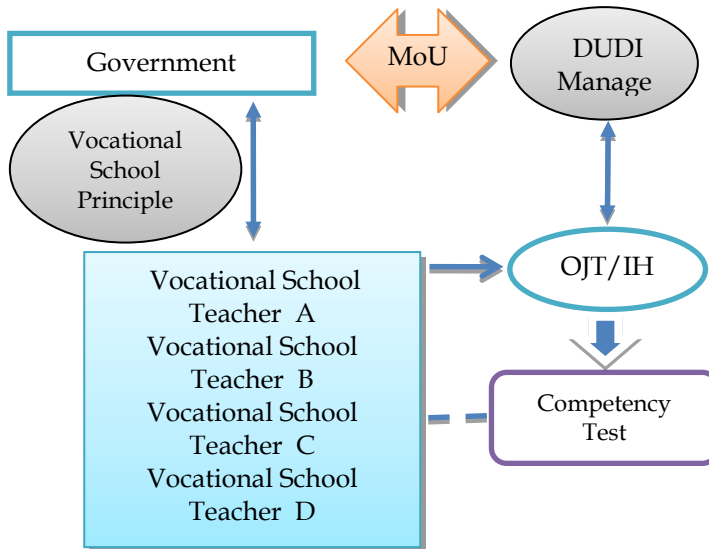 Government
MoU
DUDI
Manage
Vocational
School
Principle
Vocational School
Teacher A
Vocational School
Teacher B
Vocational School
Teacher C
Vocational School
Teacher D
OJT/IH
Competency
Test